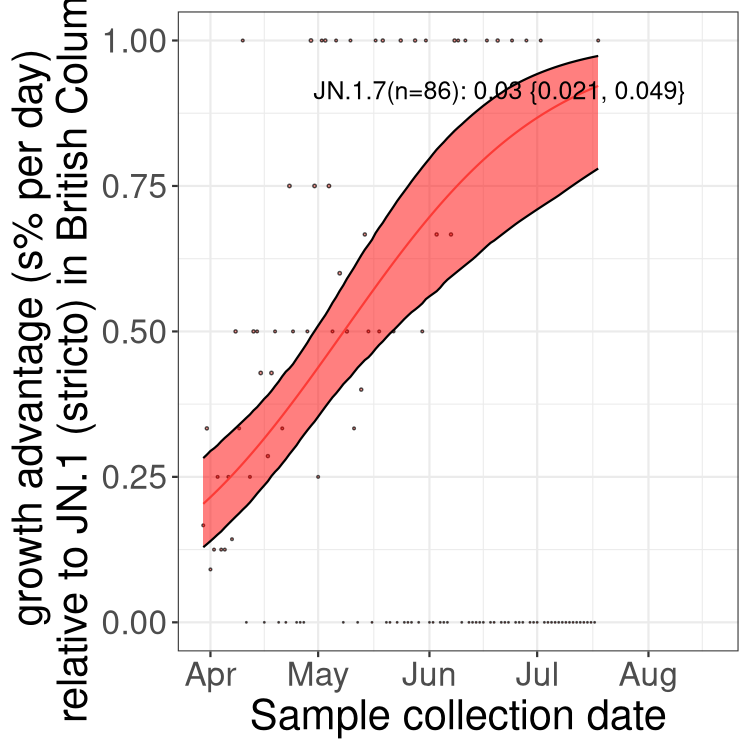 growth advantage (s% per day)
relative to JN.1 (stricto) in British Colum
1.00
0.75
0.50
0.25
0.00
JN.1.7(n=86): 0.03 {0.021, 0.049}
Apr May Jun Jul Aug
Sample collection date